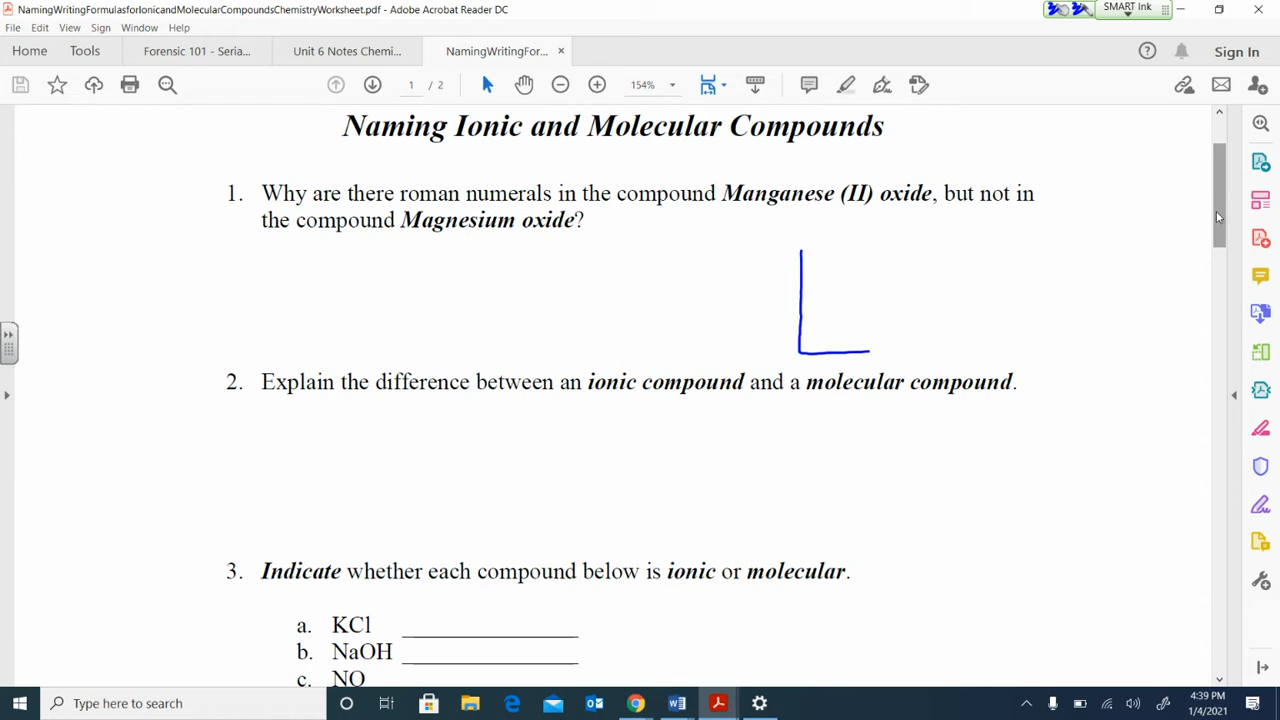 NamingWritingFormulasforIonicandMolecularCompoundsChemistryWorksheet.pdf - Adobe Acrobat Reader DC
SMART Ink
File Edit View Sign Window Help
Home Tools Forensic 101 - Seria... Unit 6 Notes Chemi... NamingWritingFor... × Sign In
1 / 2 154%
Naming Ionic and Molecular Compounds
1. Why are there roman numerals in the compound Manganese (II) oxide, but not in
the compound Magnesium oxide?
2. Explain the difference between an ionic compound and a molecular compound.
3. Indicate whether each compound below is ionic or molecular.
a. KCl
b. NaOH
c. NO
Type here to search
4:39 PM
1/4/2021